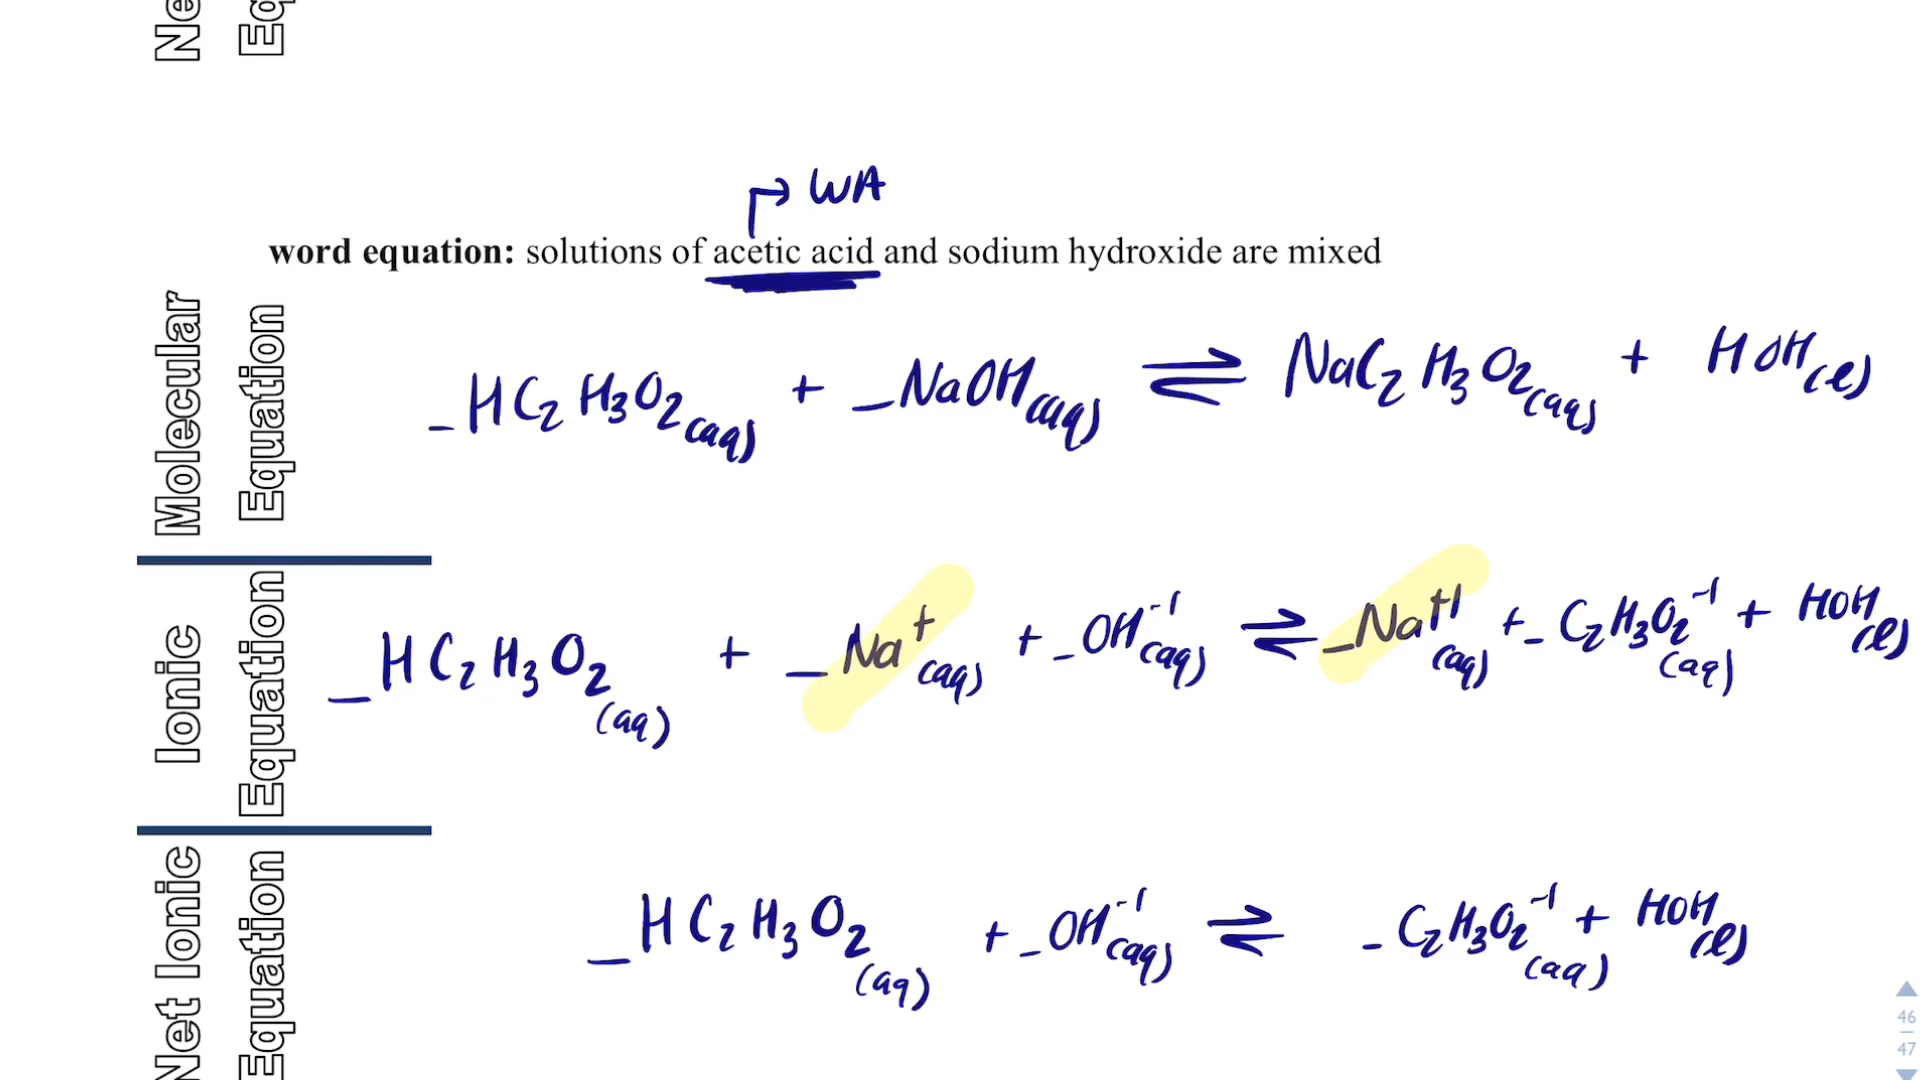 Ne
Eq
→ WA
word equation: solutions of acetic acid and sodium hydroxide are mixed
Molecular
Equation
_HC₂H₃O₂(aq) + _NaOH(aq) ⇌ NaC₂H₃O₂(aq) + HOH(l)
Ionic
Equation
_HC₂H₃O₂(aq) + _Na⁺(aq) + _OH⁻¹(aq) ⇌ _Na⁺¹(aq) + _C₂H₃O₂⁻¹(aq) + HOH(l)
Net Ionic
Equation
_HC₂H₃O₂(aq) + _OH⁻¹(aq) ⇌ _C₂H₃O₂⁻¹(aq) + HOH(l)
46
47